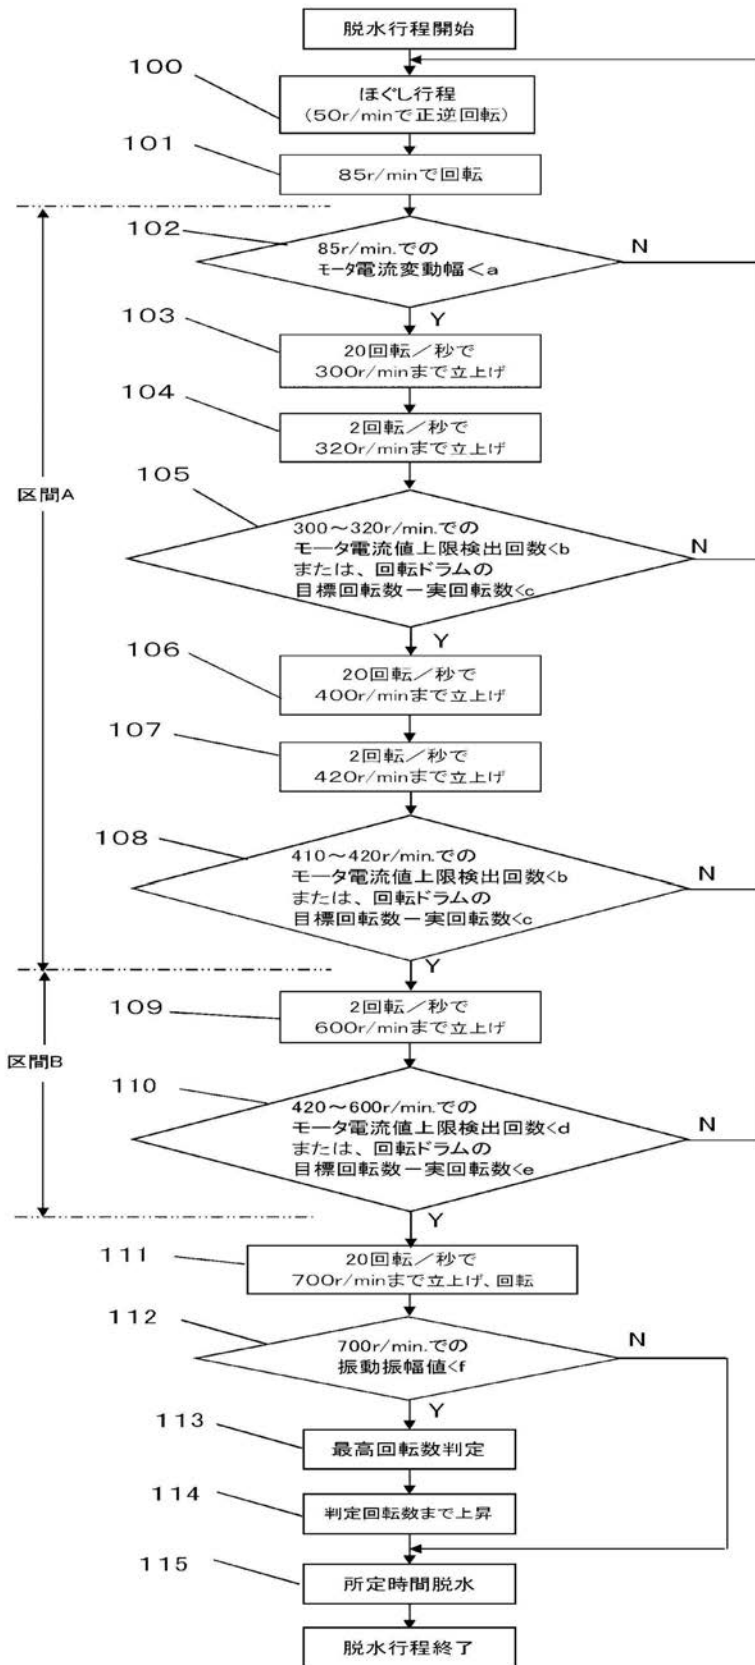 脱水行程開始
100
ほぐし行程
(50r/minで正逆回転)
101
85r/minで回転
102
85r/min.での
モータ電流変動幅<a
N
Y
103
20回転/秒で
300r/minまで立上げ
104
2回転/秒で
320r/minまで立上げ
区間A
105
300～320r/min.での
モータ電流値上限検出回数<b
または、回転ドラムの
目標回転数－実回転数<c
N
Y
106
20回転/秒で
400r/minまで立上げ
107
2回転/秒で
420r/minまで立上げ
108
410～420r/min.での
モータ電流値上限検出回数<b
または、回転ドラムの
目標回転数－実回転数<c
N
Y
109
2回転/秒で
600r/minまで立上げ
区間B
110
420～600r/min.での
モータ電流値上限検出回数<d
または、回転ドラムの
目標回転数－実回転数<e
N
Y
111
20回転/秒で
700r/minまで立上げ、回転
112
700r/min.での
振動振幅値<f
N
Y
113
最高回転数判定
114
判定回転数まで上昇
115
所定時間脱水
脱水行程終了